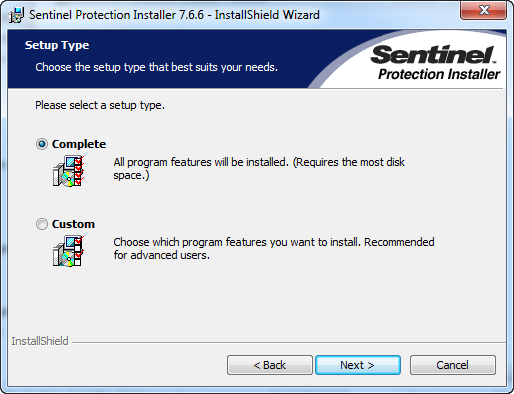 Sentinel Protection Installer 7.6.6 - InstallShield Wizard
Setup Type
Choose the setup type that best suits your needs.
Sentinel™
Protection Installer
Please select a setup type.
Complete
All program features will be installed. (Requires the most disk
space.)
Custom
Choose which program features you want to install. Recommended
for advanced users.
InstallShield
< Back
Next >
Cancel